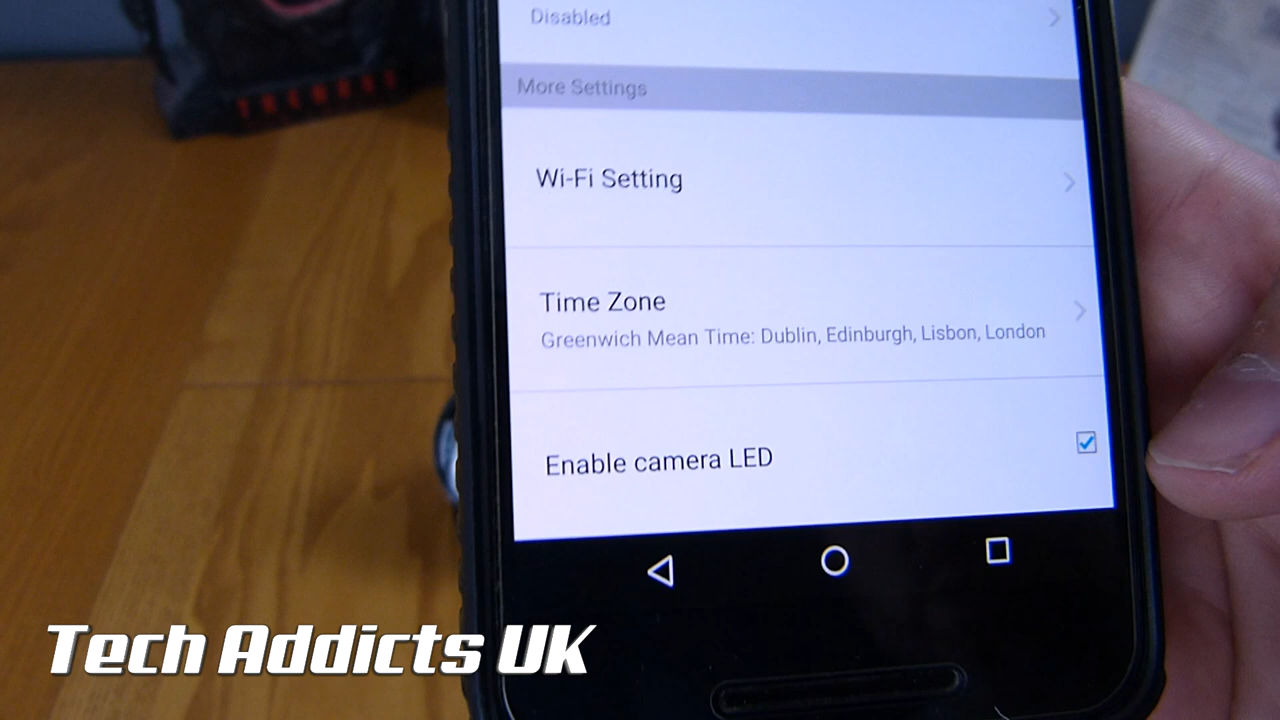 Disabled
More Settings
Wi-Fi Setting
Time Zone
Greenwich Mean Time: Dublin, Edinburgh, Lisbon, London
Enable camera LED
Tech Addicts UK